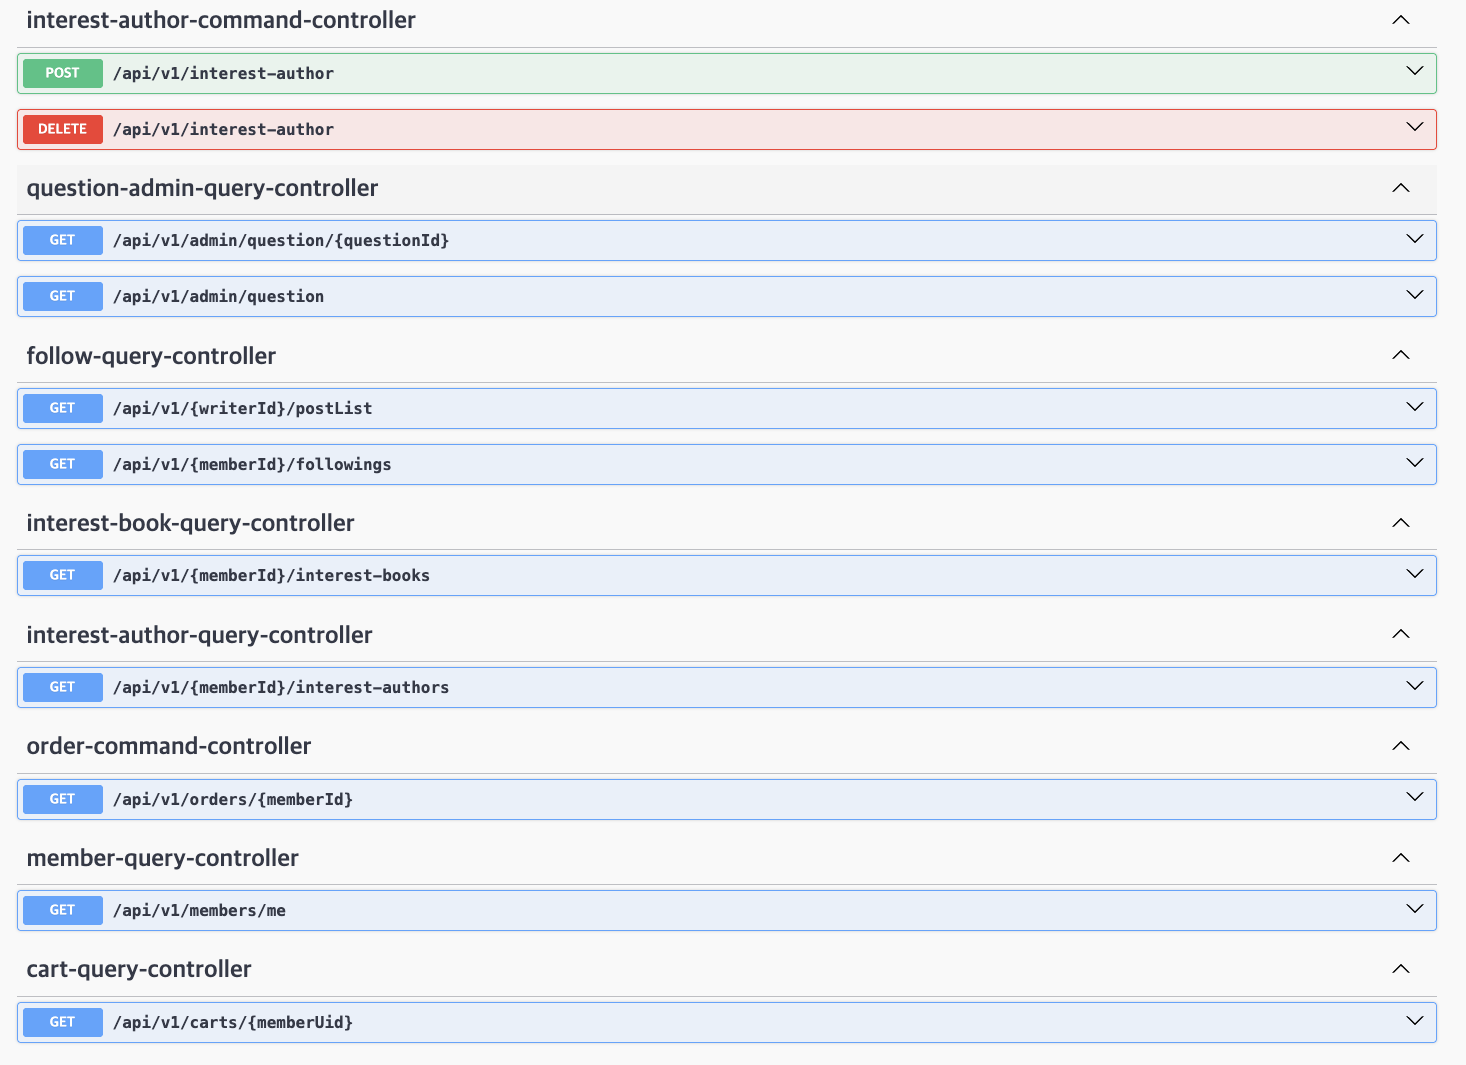 interest-author-command-controller
POST /api/v1/interest-author
DELETE /api/v1/interest-author
question-admin-query-controller
GET /api/v1/admin/question/{questionId}
GET /api/v1/admin/question
follow-query-controller
GET /api/v1/{writerId}/postList
GET /api/v1/{memberId}/followings
interest-book-query-controller
GET /api/v1/{memberId}/interest-books
interest-author-query-controller
GET /api/v1/{memberId}/interest-authors
order-command-controller
GET /api/v1/orders/{memberId}
member-query-controller
GET /api/v1/members/me
cart-query-controller
GET /api/v1/carts/{memberUid}